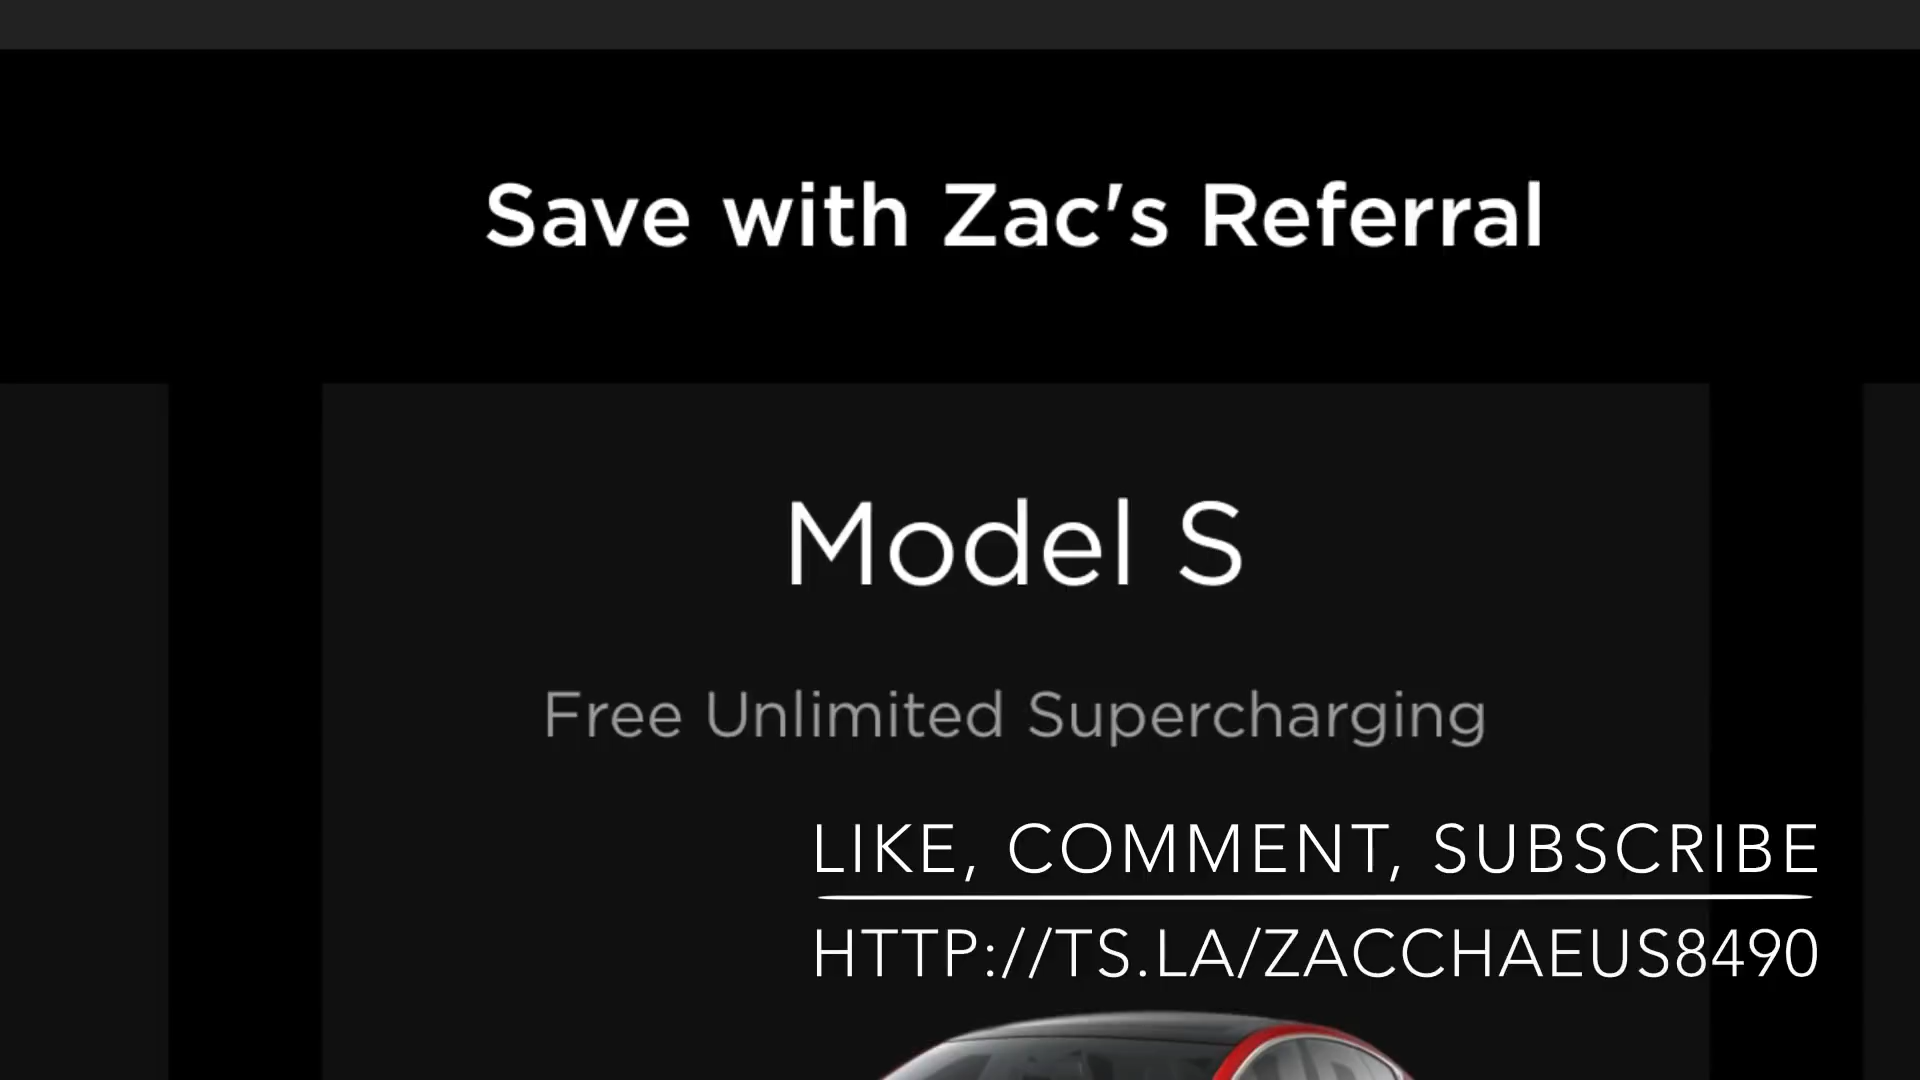 Save with Zac's Referral
Model S
Free Unlimited Supercharging
LIKE, COMMENT, SUBSCRIBE
HTTP://TS.LA/ZACCHAEUS8490